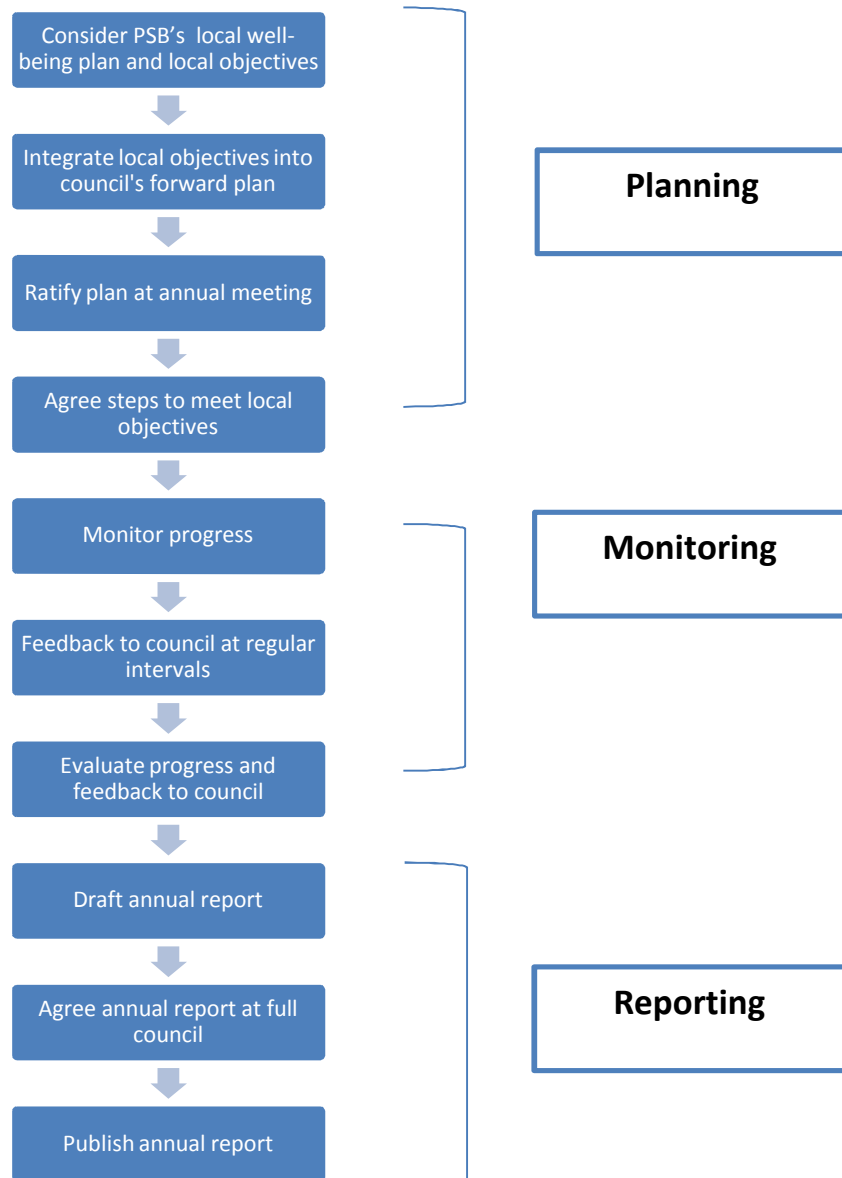 Consider PSB's local well-
being plan and local objectives
Integrate local objectives into
council's forward plan
Ratify plan at annual meeting
Agree steps to meet local
objectives
Planning
Monitor progress
Feedback to council at regular
intervals
Evaluate progress and
feedback to council
Monitoring
Draft annual report
Agree annual report at full
council
Publish annual report
Reporting